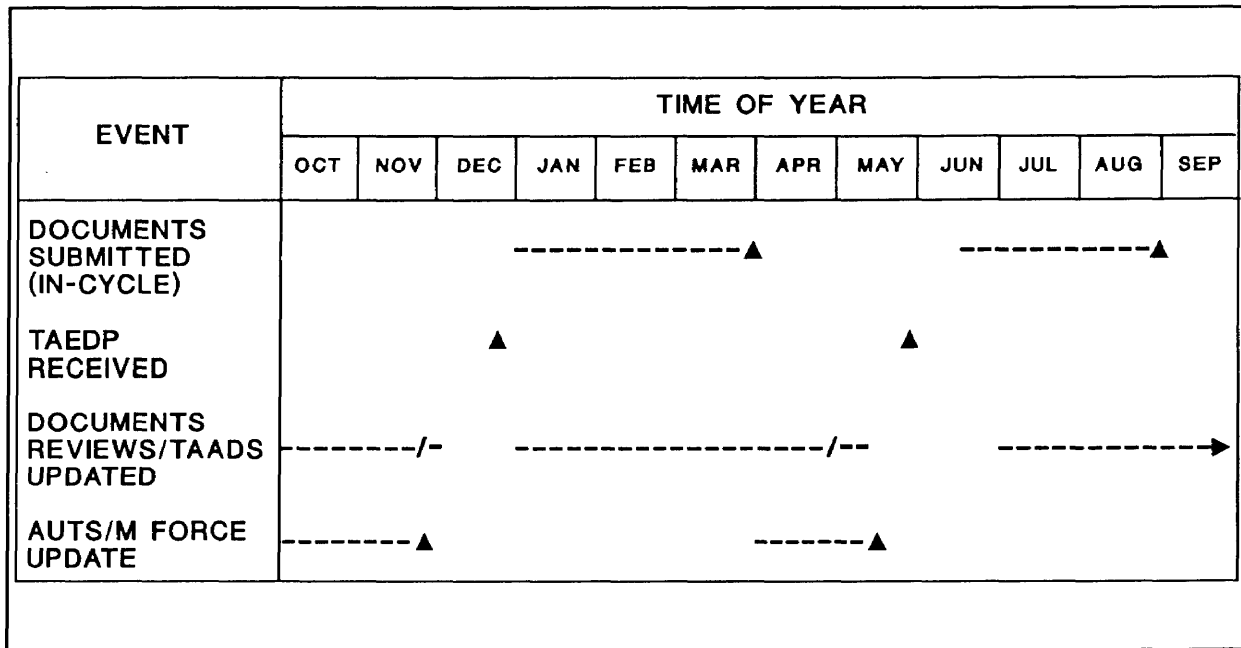 EVENT
TIME OF YEAR
OCT NOV DEC JAN FEB MAR APR MAY JUN JUL AUG SEP
DOCUMENTS
SUBMITTED
(IN-CYCLE)
TAEDP
RECEIVED
DOCUMENTS
REVIEWS/TAADS
UPDATED
AUTS/M FORCE
UPDATE